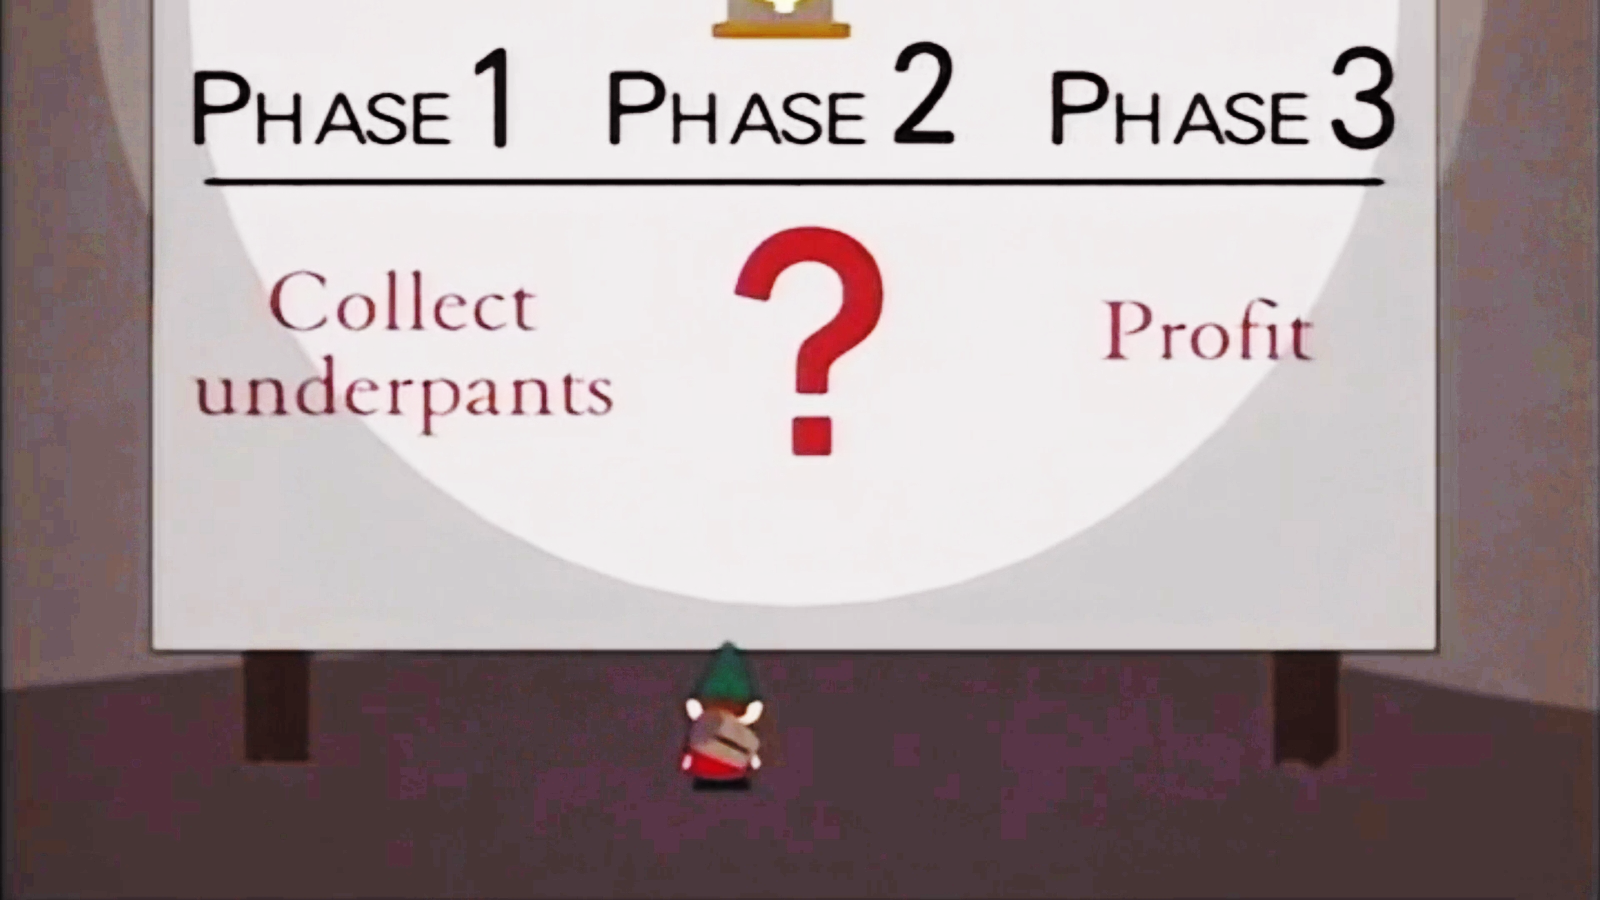 PHASE 1 PHASE 2 PHASE 3
Collect
underpants
?
Profit